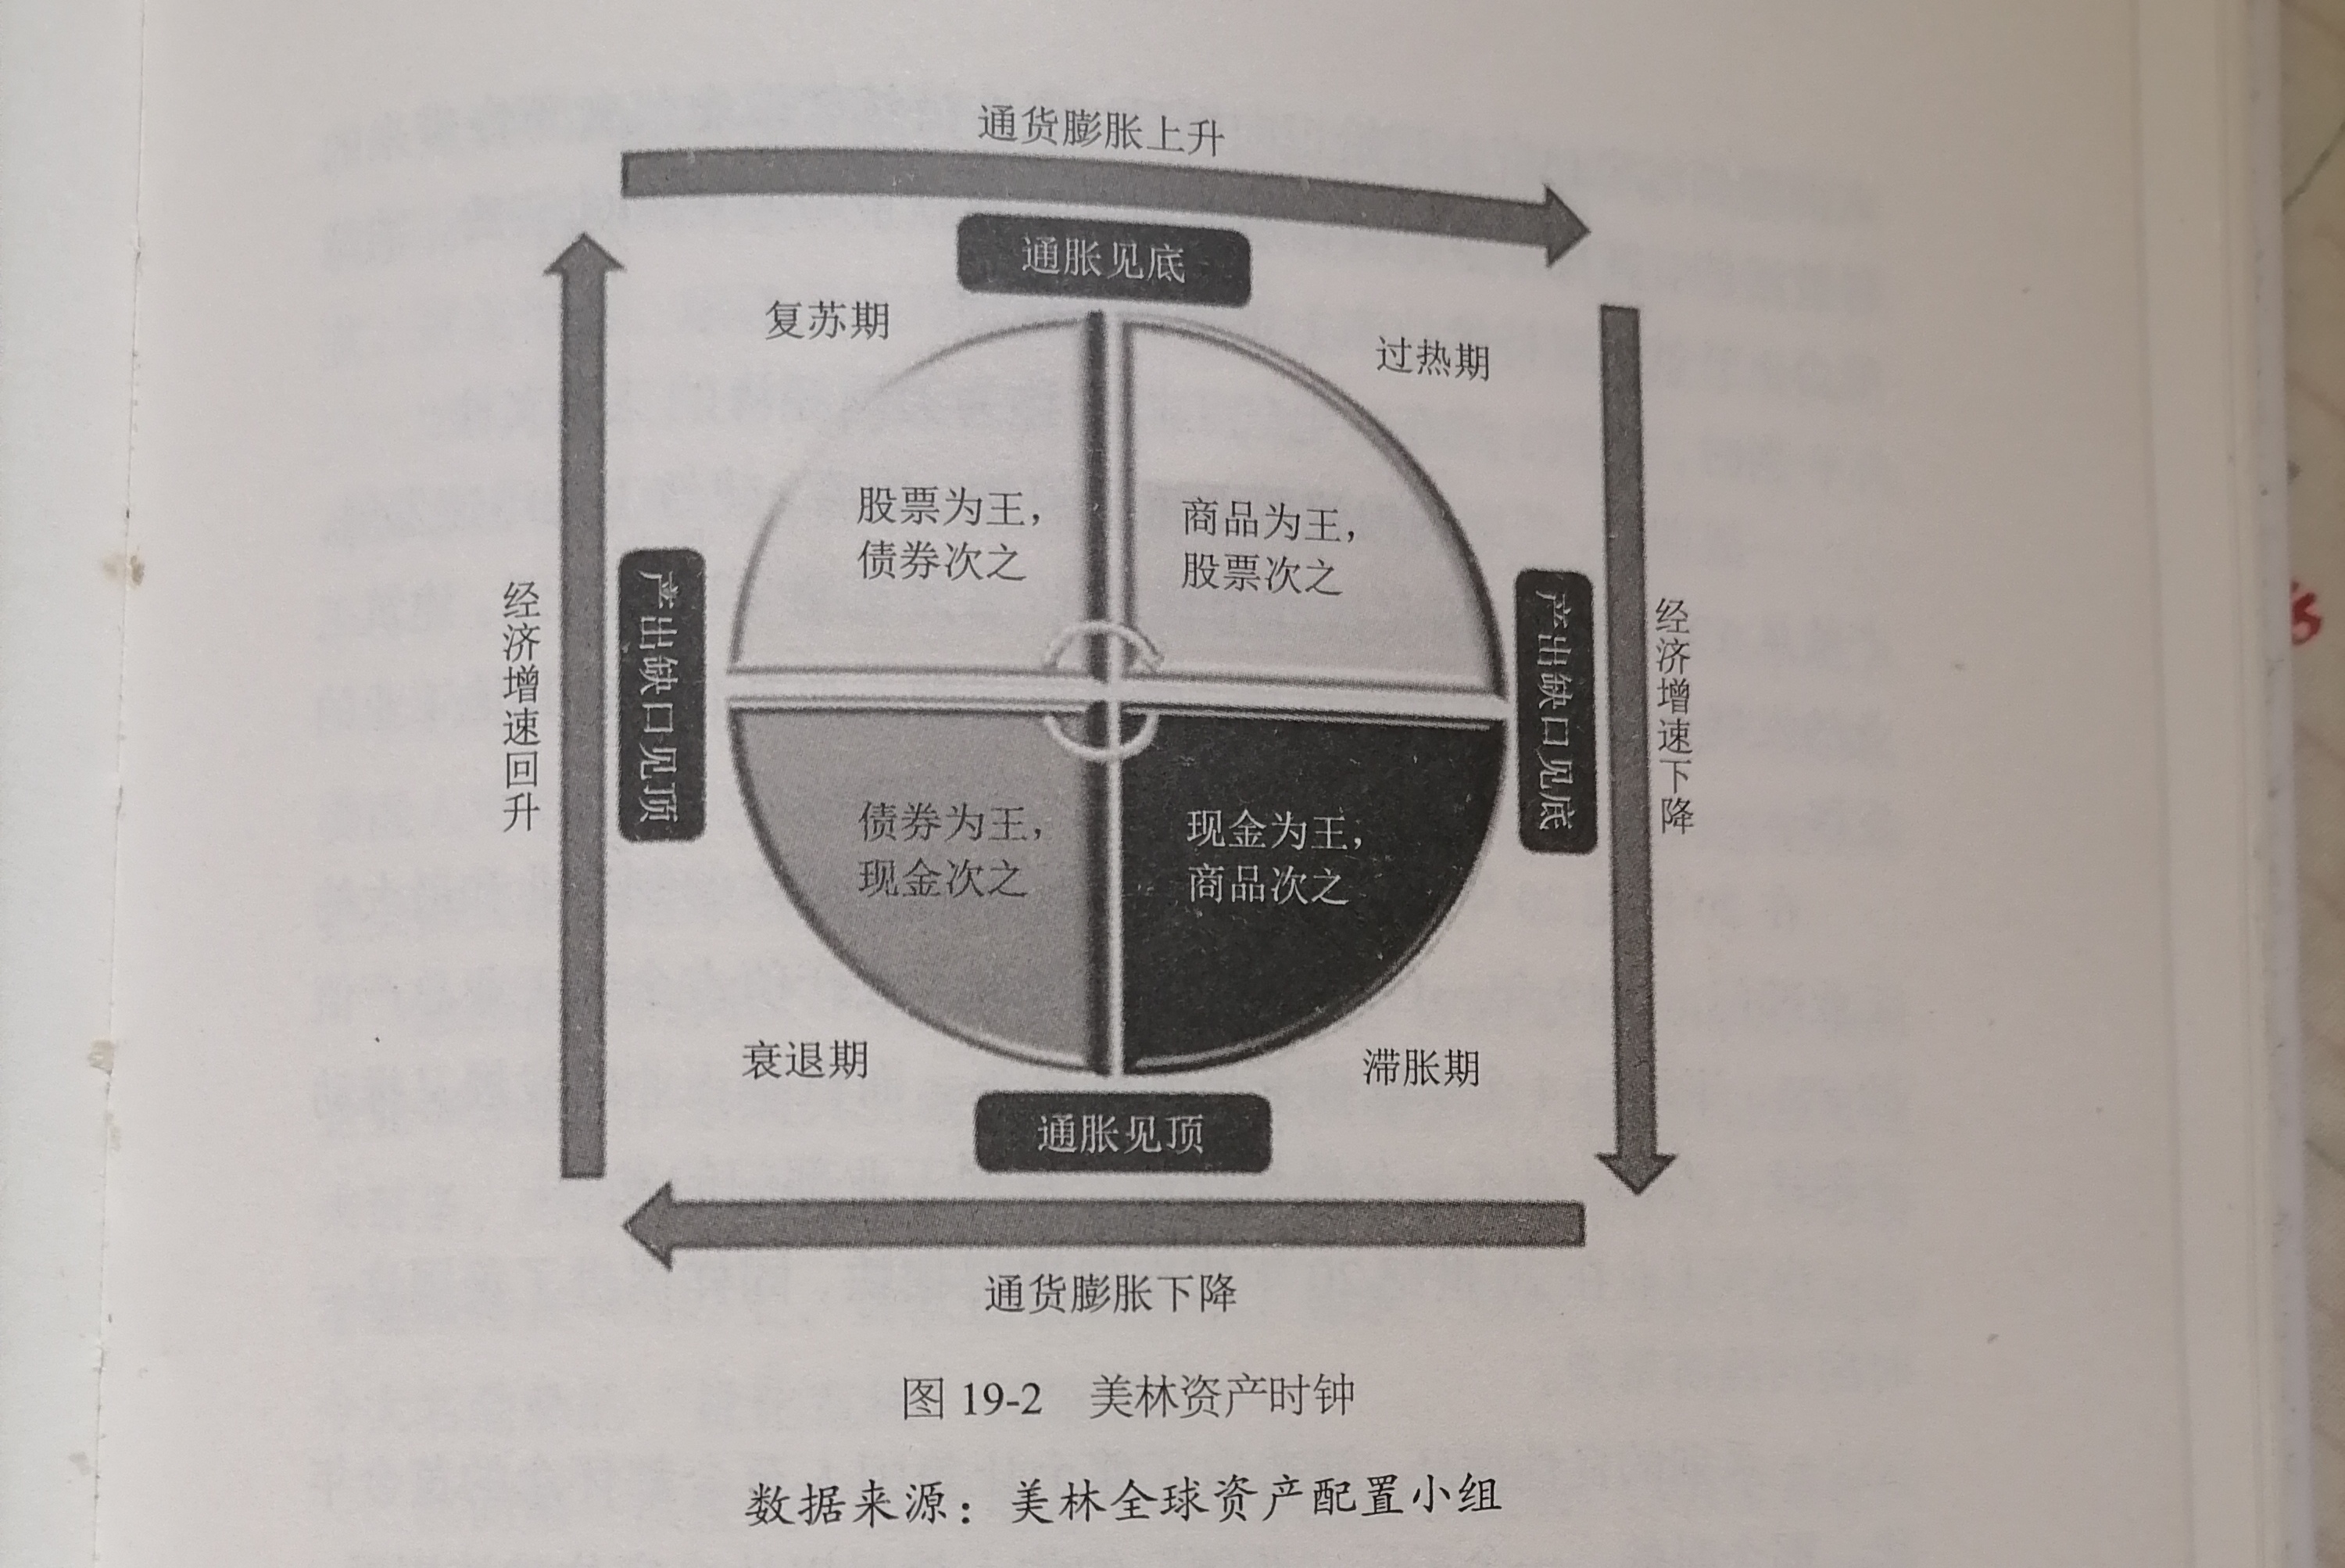 通货膨胀上升
通胀见底
复苏期
过热期
股票为王，
债券次之
商品为王，
股票次之
经济增速回升
产出缺口见顶
产出缺口见底
经济增速下降
债券为王，
现金次之
现金为王，
商品次之
衰退期
滞胀期
通胀见顶
通货膨胀下降
图 19-2 美林资产时钟
数据来源：美林全球资产配置小组